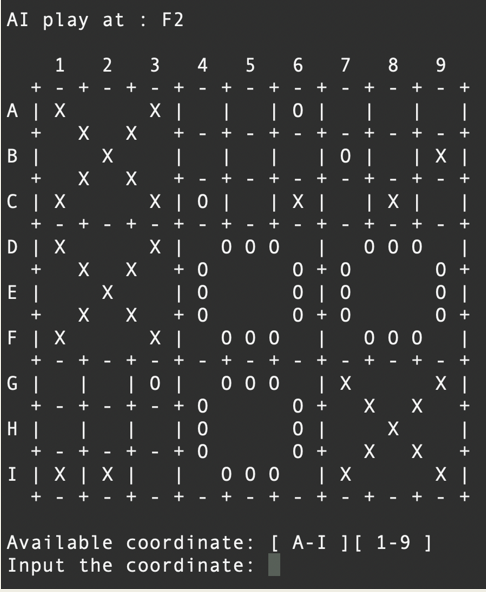 AI play at : F2
    1   2   3   4   5   6   7   8   9
  + - + - + - + - + - + - + - + - + - +
A | X       X |   |   | O |   |   |   |
  +   X   X   + - + - + - + - + - + - +
B |     X     |   |   |   | O |   | X |
  +   X   X   + - + - + - + - + - + - +
C | X       X | O |   | X |   | X |   |
  + - + - + - + - + - + - + - + - + - +
D | X       X |   O O O   |   O O O   |
  +   X   X   + O       O + O       O +
E |     X     | O       O | O       O |
  +   X   X   + O       O + O       O +
F | X       X |   O O O   |   O O O   |
  + - + - + - + - + - + - + - + - + - +
G |   |   | O |   O O O   | X       X |
  + - + - + - + O       O +   X   X   +
H |   |   |   | O       O |     X     |
  + - + - + - + O       O +   X   X   +
I | X | X |   |   O O O   | X       X |
  + - + - + - + - + - + - + - + - + - +
Available coordinate: [ A-I ][ 1-9 ]
Input the coordinate: